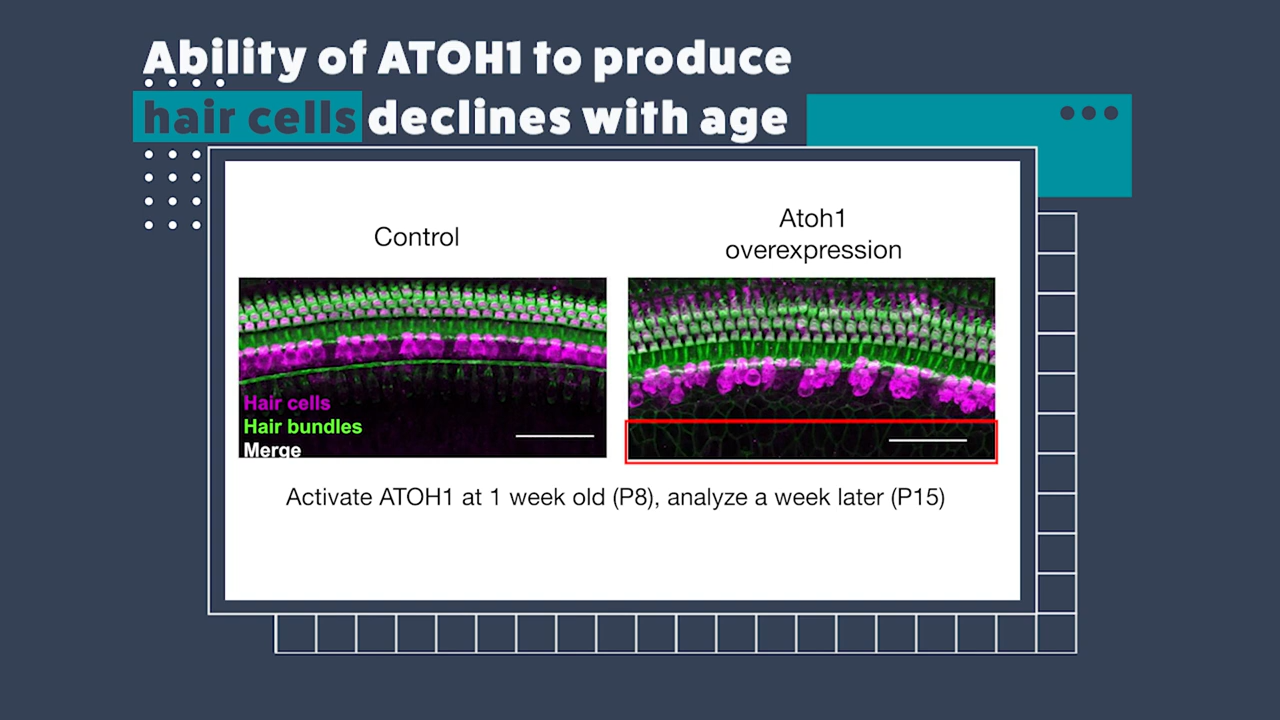 Ability of ATOH1 to produce
hair cells declines with age
Control
Atoh1
overexpression
Hair cells
Hair bundles
Merge
Activate ATOH1 at 1 week old (P8), analyze a week later (P15)